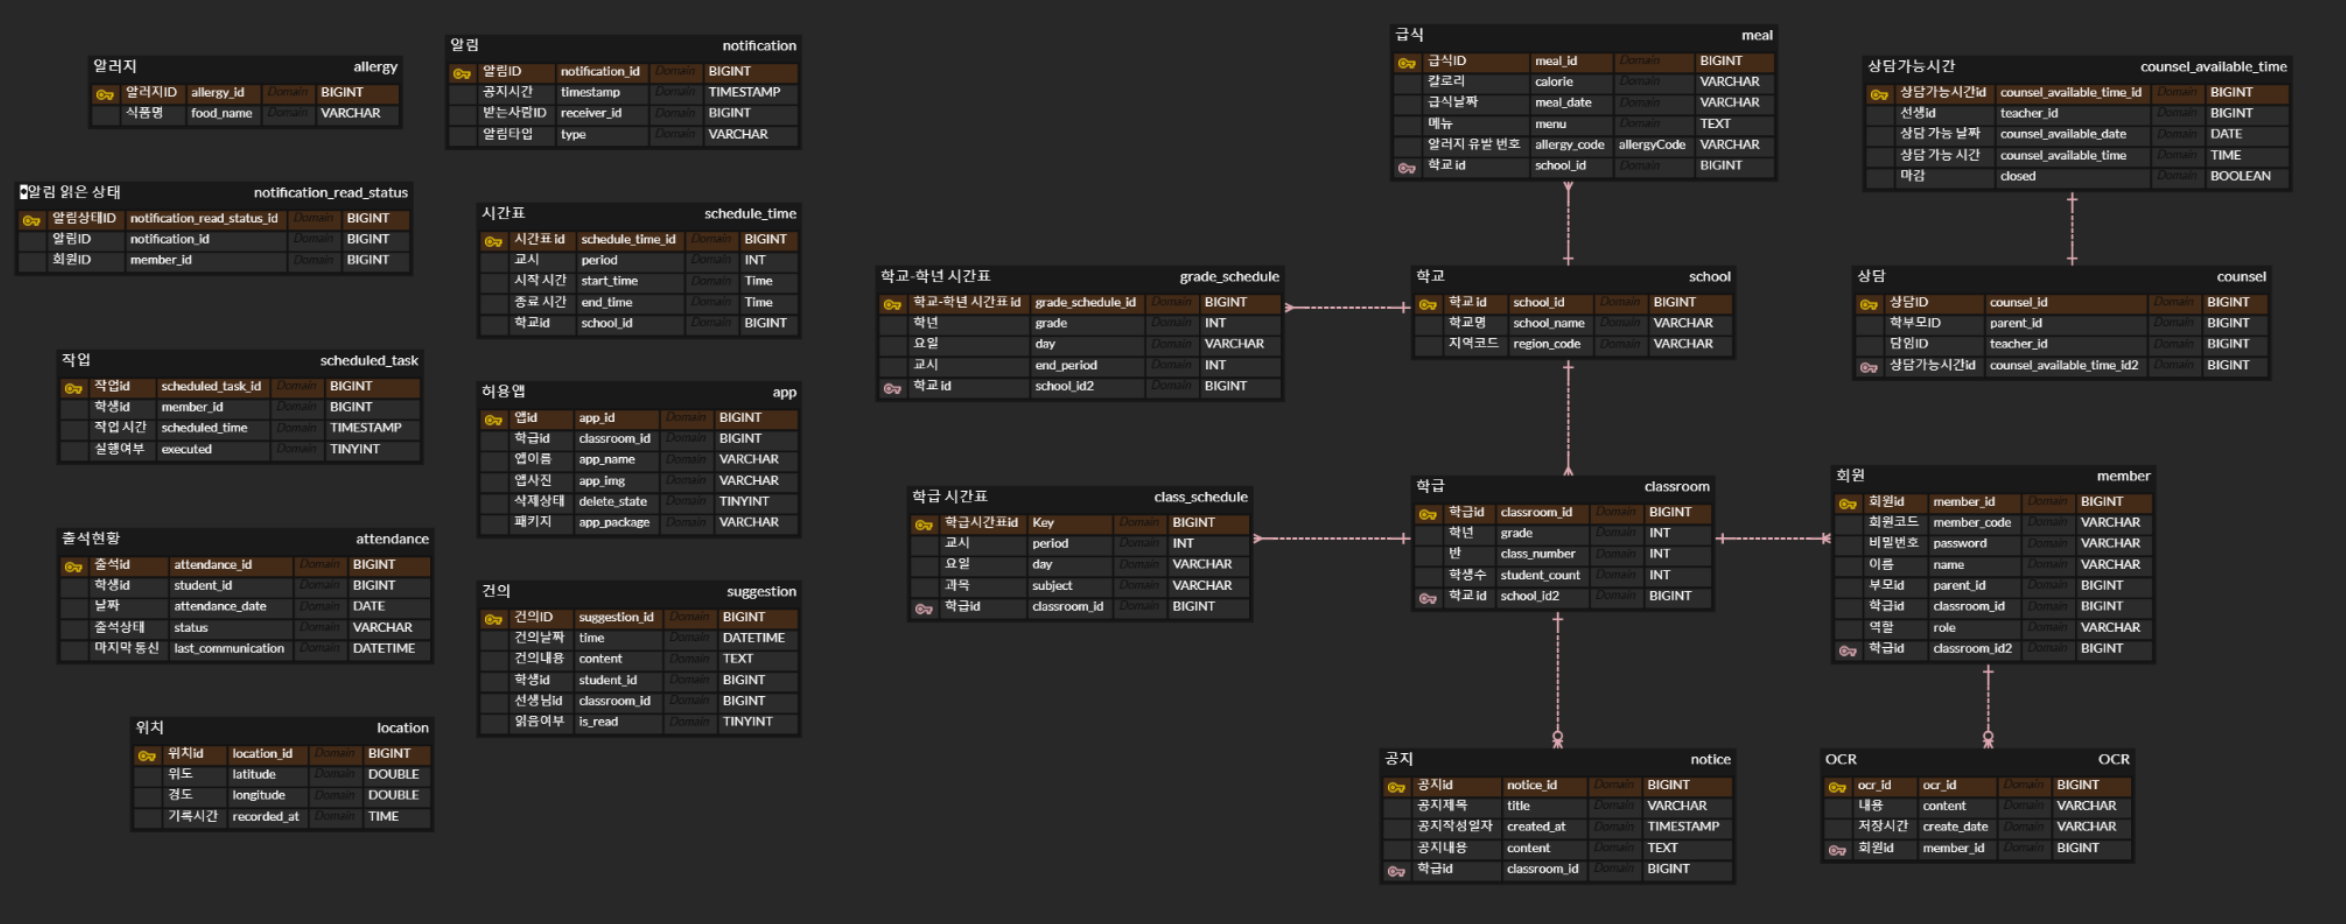 알러지 allergy
알러지ID allergy_id Domain BIGINT
식품명 food_name Domain VARCHAR
알림 notification
알림ID notification_id Domain BIGINT
공지시간 timestamp Domain TIMESTAMP
받는사람ID receiver_id Domain BIGINT
알림타입 type Domain VARCHAR
알림 읽은 상태 notification_read_status
알림상태ID notification_read_status_id Domain BIGINT
알림ID notification_id Domain BIGINT
회원ID member_id Domain BIGINT
시간표 schedule_time
시간표 id schedule_time_id Domain BIGINT
교시 period Domain INT
시작 시간 start_time Domain Time
종료 시간 end_time Domain Time
학교id school_id Domain BIGINT
작업 scheduled_task
작업id scheduled_task_id Domain BIGINT
학생id member_id Domain BIGINT
작업 시간 scheduled_time Domain TIMESTAMP
실행여부 executed Domain TINYINT
허용앱 app
앱id app_id Domain BIGINT
학급id classroom_id Domain BIGINT
앱이름 app_name Domain VARCHAR
앱사진 app_img Domain VARCHAR
삭제상태 delete_state Domain TINYINT
패키지 app_package Domain VARCHAR
출석현황 attendance
출석id attendance_id Domain BIGINT
학생id student_id Domain BIGINT
날짜 attendance_date Domain DATE
출석상태 status Domain VARCHAR
마지막 통신 last_communication Domain DATETIME
건의 suggestion
건의ID suggestion_id Domain BIGINT
건의날짜 time Domain DATETIME
건의내용 content Domain TEXT
학생id student_id Domain BIGINT
선생님id classroom_id Domain BIGINT
읽음여부 is_read Domain TINYINT
위치 location
위치id location_id Domain BIGINT
위도 latitude Domain DOUBLE
경도 longitude Domain DOUBLE
기록시간 recorded_at Domain TIME
급식 meal
급식ID meal_id Domain BIGINT
칼로리 calorie Domain VARCHAR
급식날짜 meal_date Domain VARCHAR
메뉴 menu Domain TEXT
알러지 유발 번호 allergy_code allergyCode VARCHAR
학교 id school_id Domain BIGINT
상담가능시간 counsel_available_time
상담가능시간id counsel_available_time_id Domain BIGINT
선생id teacher_id Domain BIGINT
상담 가능 날짜 counsel_available_date Domain DATE
상담 가능 시간 counsel_available_time Domain TIME
마감 closed Domain BOOLEAN
학교-학년 시간표 grade_schedule
학교-학년 시간표 id grade_schedule_id Domain BIGINT
학년 grade Domain INT
요일 day Domain VARCHAR
교시 end_period Domain INT
학교 id school_id2 Domain BIGINT
학교 school
학교 id school_id Domain BIGINT
학교명 school_name Domain VARCHAR
지역코드 region_code Domain VARCHAR
상담 counsel
상담ID counsel_id Domain BIGINT
학부모ID parent_id Domain BIGINT
담임ID teacher_id Domain BIGINT
상담가능시간id counsel_available_time_id2 Domain BIGINT
학급 시간표 class_schedule
학급시간표id Key Domain BIGINT
교시 period Domain INT
요일 day Domain VARCHAR
과목 subject Domain VARCHAR
학급id classroom_id Domain BIGINT
학급 classroom
학급id classroom_id Domain BIGINT
학년 grade Domain INT
반 class_number Domain INT
학생수 student_count Domain INT
학교 id school_id2 Domain BIGINT
회원 member
회원id member_id Domain BIGINT
회원코드 member_code Domain VARCHAR
비밀번호 password Domain VARCHAR
이름 name Domain VARCHAR
부모id parent_id Domain BIGINT
학급id classroom_id Domain BIGINT
역할 role Domain VARCHAR
학급id classroom_id2 Domain BIGINT
공지 notice
공지id notice_id Domain BIGINT
공지제목 title Domain VARCHAR
공지작성일자 created_at Domain TIMESTAMP
공지내용 content Domain TEXT
학급id classroom_id Domain BIGINT
OCR OCR
ocr_id ocr_id Domain BIGINT
내용 content Domain VARCHAR
저장시간 create_date Domain VARCHAR
회원id member_id Domain BIGINT